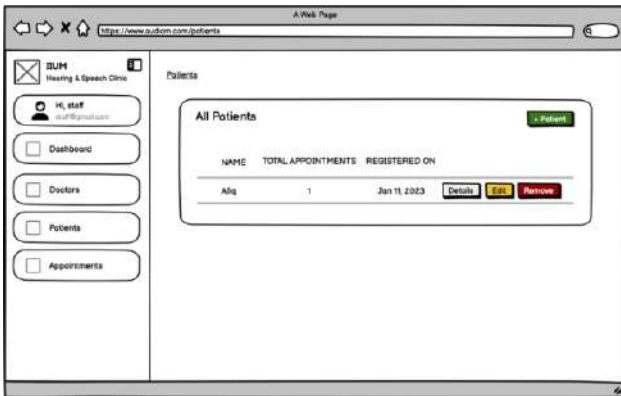 A Web Page
https://www.audiom.com/patients
IIUM
Hearing & Speech Clinic
Hi, staff
staff@gmail.com
Dashboard
Doctors
Patients
Appointments
Patients
All Patients
+ Patient
NAME TOTAL APPOINTMENTS REGISTERED ON
Afiq 1 Jan 11, 2023 Details Edit Remove